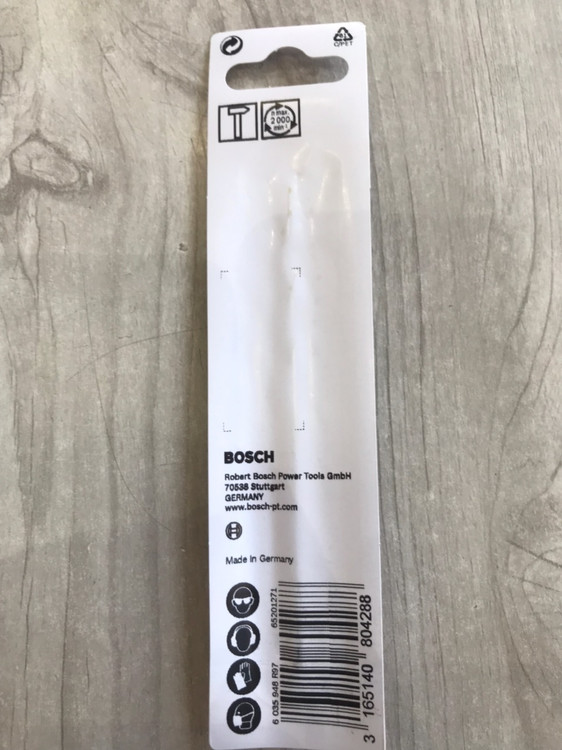 C/PET
n max
2 000
min⁻¹
BOSCH
Robert Bosch Power Tools GmbH
70538 Stuttgart
GERMANY
www.bosch-pt.com
Made in Germany
65201271
6 035 948 R97
3 165140 804288